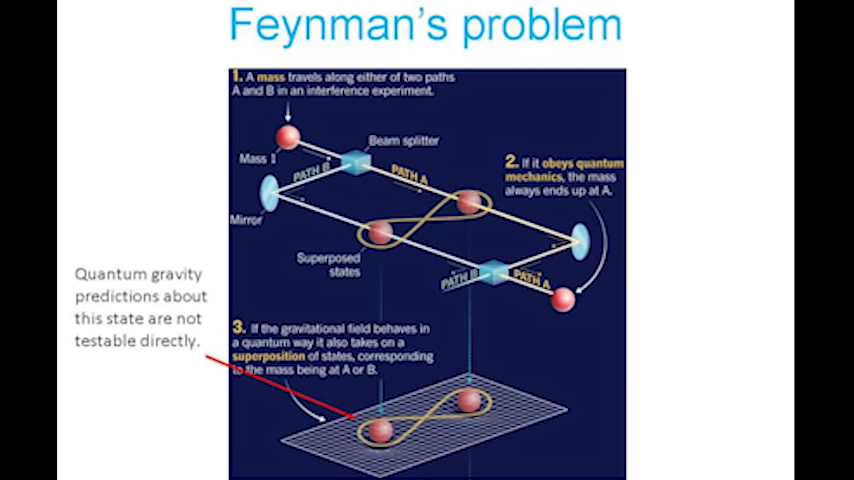 Feynman's problem
1. A mass travels along either of two paths
A and B in an interference experiment.
Beam splitter
Mass 1
PATH B
PATH A
2. If it obeys quantum
mechanics, the mass
always ends up at A.
Mirror
Superposed
states
PATH B
PATH A
Quantum gravity
predictions about
this state are not
testable directly.
3. If the gravitational field behaves in
a quantum way it also takes on a
superposition of states, corresponding
to the mass being at A or B.